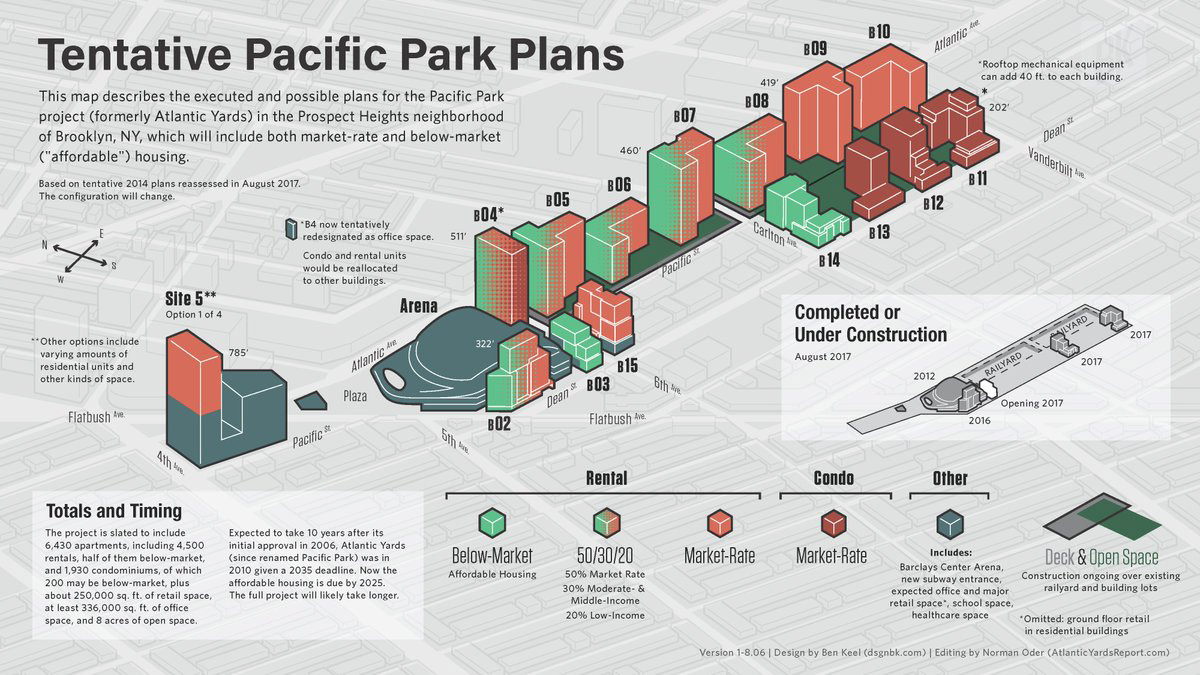 Tentative Pacific Park Plans
This map describes the executed and possible plans for the Pacific Park
project (formerly Atlantic Yards) in the Prospect Heights neighborhood
of Brooklyn, NY, which will include both market-rate and below-market
("affordable") housing.
Based on tentative 2014 plans reassessed in August 2017.
The configuration will change.
N
E
S
W
*B4 now tentatively
redesignated as office space.
Condo and rental units
would be reallocated
to other buildings.
B04*
511'
B05
B06
B07
460'
B08
B09
419'
B10
Atlantic Ave.
*Rooftop mechanical equipment
can add 40 ft. to each building.
*
202'
Dean St.
Vanderbilt Ave.
B11
B12
B13
B14
Carlton Ave.
Pacific St.
Site 5**
Option 1 of 4
785'
**Other options include
varying amounts of
residential units and
other kinds of space.
Flatbush Ave.
4th Ave.
Pacific St.
Plaza
Atlantic Ave.
Arena
322'
B02
Dean St.
B03
B15
6th Ave.
Flatbush Ave.
5th Ave.
Completed or
Under Construction
August 2017
RAILYARD
RAILYARD
2017
2017
2012
Opening 2017
2016
Totals and Timing
The project is slated to include
6,430 apartments, including 4,500
rentals, half of them below-market,
and 1,930 condominiums, of which
200 may be below-market, plus
about 250,000 sq. ft. of retail space,
at least 336,000 sq. ft. of office
space, and 8 acres of open space.
Expected to take 10 years after its
initial approval in 2006, Atlantic Yards
(since renamed Pacific Park) was in
2010 given a 2035 deadline. Now the
affordable housing is due by 2025.
The full project will likely take longer.
Rental
Below-Market
Affordable Housing
50/30/20
50% Market Rate
30% Moderate- &
Middle-Income
20% Low-Income
Market-Rate
Condo
Market-Rate
Other
Includes:
Barclays Center Arena,
new subway entrance,
expected office and major
retail space*, school space,
healthcare space
Deck & Open Space
Construction ongoing over existing
railyard and building lots
*Omitted: ground floor retail
in residential buildings
Version 1-8.06 | Design by Ben Keel (dsgnbk.com) | Editing by Norman Oder (AtlanticYardsReport.com)